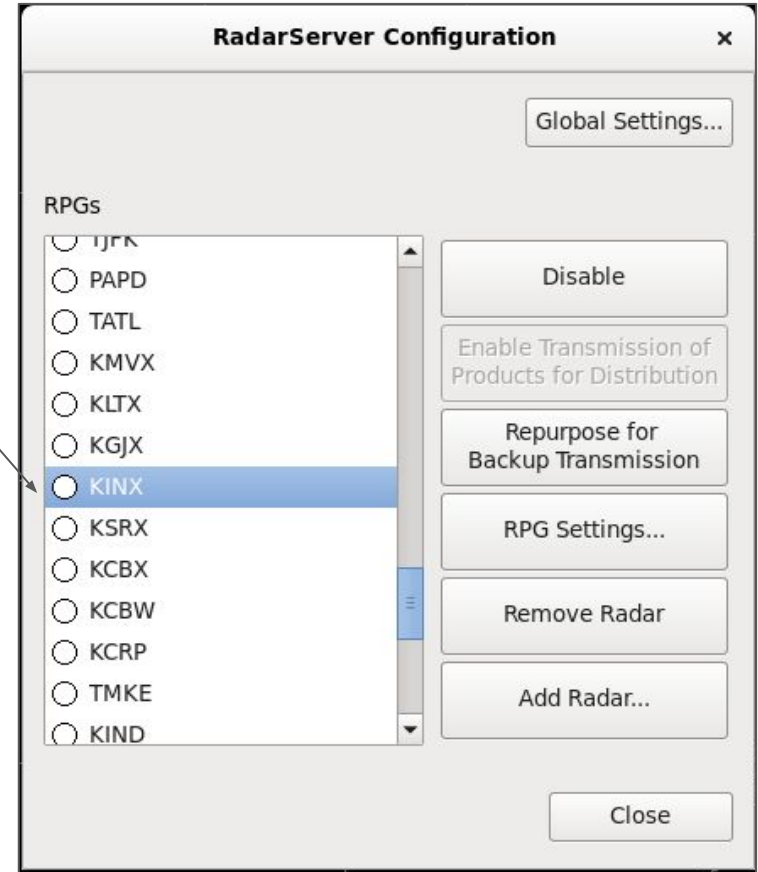 RadarServer Configuration ×
Global Settings...
RPGs
TJFK
PAPD
TATL
KMVX
KLTX
KGJX
KINX
KSRX
KCBX
KCBW
KCRP
TMKE
KIND
Disable
Enable Transmission of
Products for Distribution
Repurpose for
Backup Transmission
RPG Settings...
Remove Radar
Add Radar...
Close